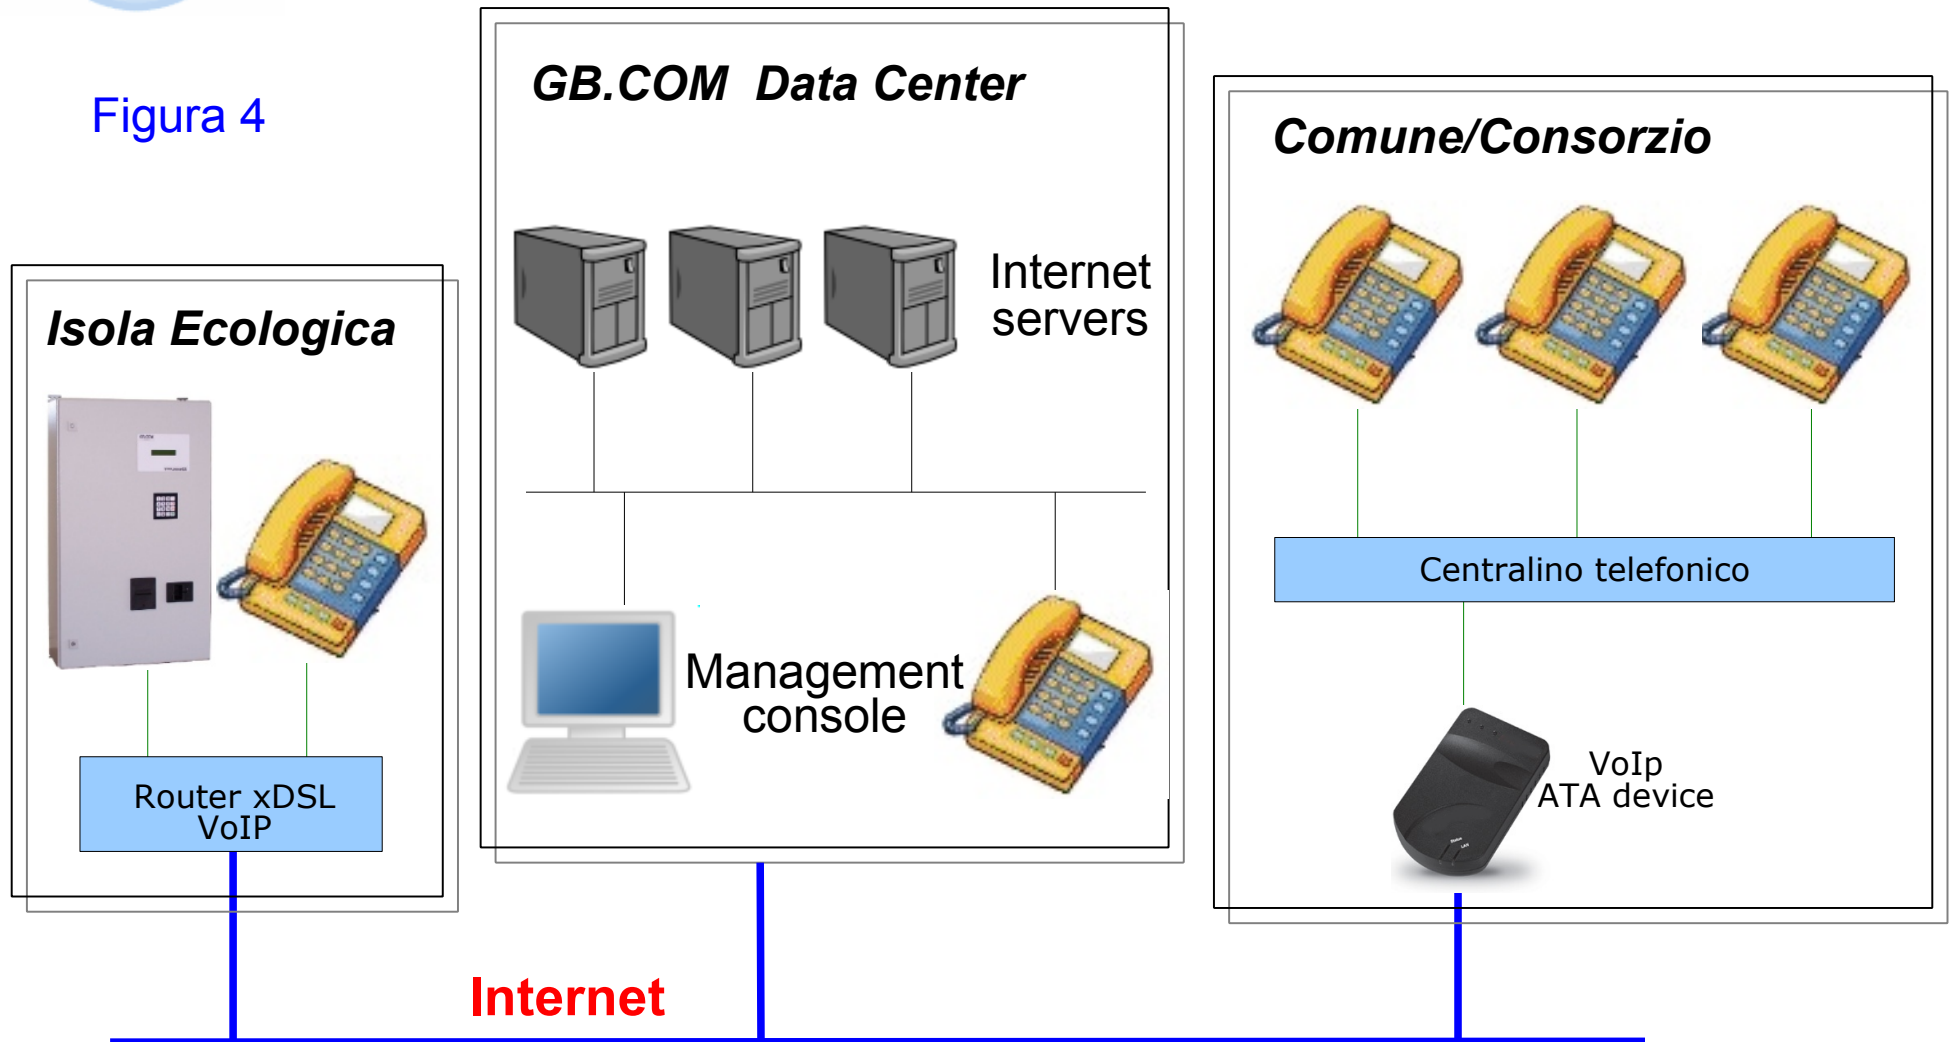 Figura 4
GB.COM Data Center
Comune/Consorzio
Internet
servers
Isola Ecologica
Centralino telefonico
Management
console
VoIp
ATA device
Router xDSL
VoIP
Internet